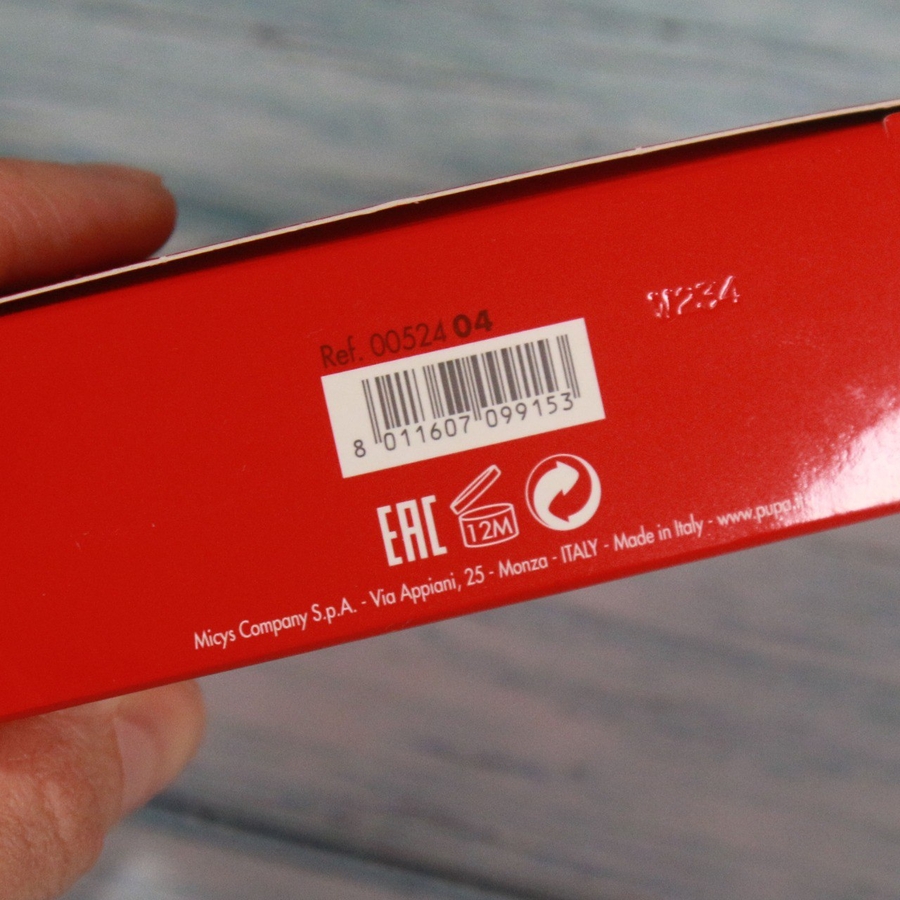 W234
Ref. 00524 04
8 011607 099153
EAC 12M
Micys Company S.p.A. - Via Appiani, 25 - Monza - ITALY - Made in Italy - www.pupa.it